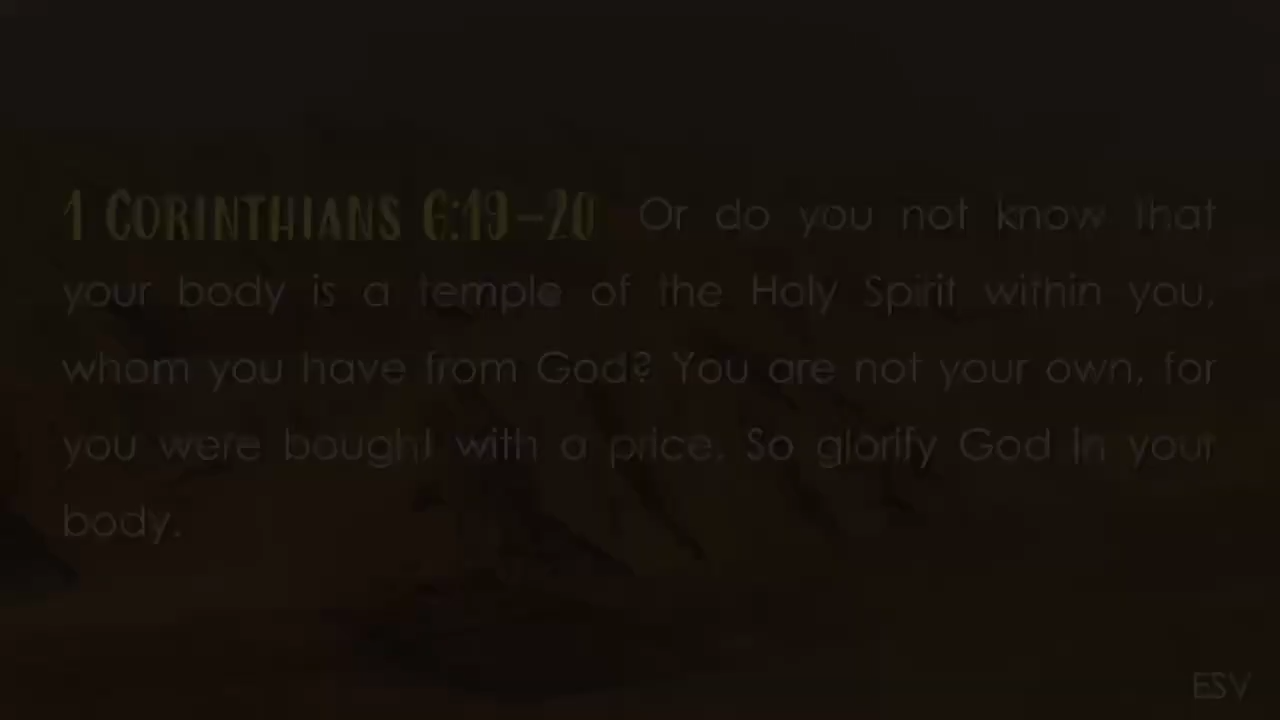 1 Corinthians 6:19–20 Or do you not know that
your body is a temple of the Holy Spirit within you,
whom you have from God? You are not your own, for
you were bought with a price. So glorify God in your
body.
ESV